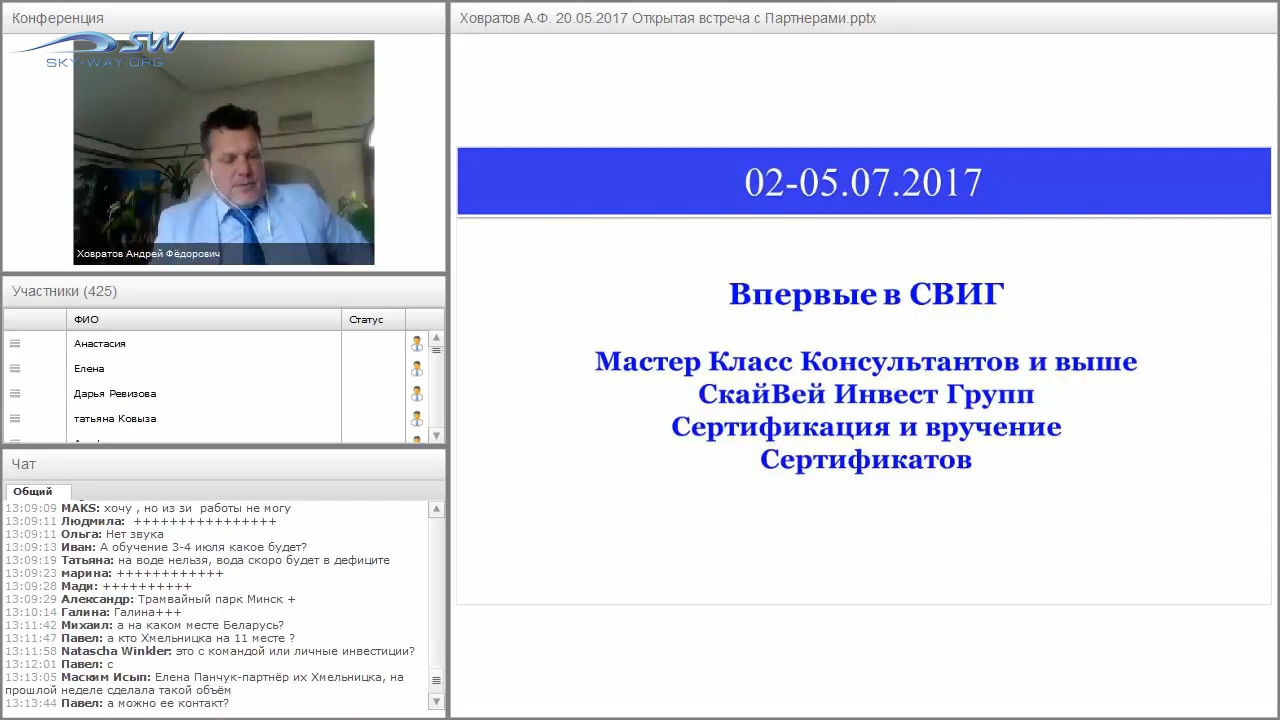 Конференция
SW
SKY-WAY.ORG
Ховратов Андрей Фёдорович
Участники (425)
ФИО
Статус
Анастасия
Елена
Дарья Ревизова
татьяна Ковыза
Чат
Общий
13:09:09 MAKS: хочу , но из зи работы не могу
13:09:11 Людмила: ++++++++++++++++
13:09:11 Ольга: Нет звука
13:09:13 Иван: А обучение 3-4 июля какое будет?
13:09:19 Татьяна: на воде нельзя, вода скоро будет в дефиците
13:09:23 марина: ++++++++++++
13:09:28 Мади: ++++++++++
13:09:29 Александр: Трамвайный парк Минск +
13:10:14 Галина: Галина+++
13:11:42 Михаил: а на каком месте Беларусь?
13:11:47 Павел: а кто Хмельницка на 11 месте ?
13:11:58 Natascha Winkler: это с командой или личные инвестиции?
13:12:01 Павел: с
13:13:05 Маским Исып: Елена Панчук-партнёр их Хмельницка, на
прошлой неделе сделала такой объём
13:13:44 Павел: а можно её контакт?
Ховратов А.Ф. 20.05.2017 Открытая встреча с Партнерами.pptx
02-05.07.2017
Впервые в СВИГ
Мастер Класс Консультантов и выше
СкайВей Инвест Групп
Сертификация и вручение
Сертификатов